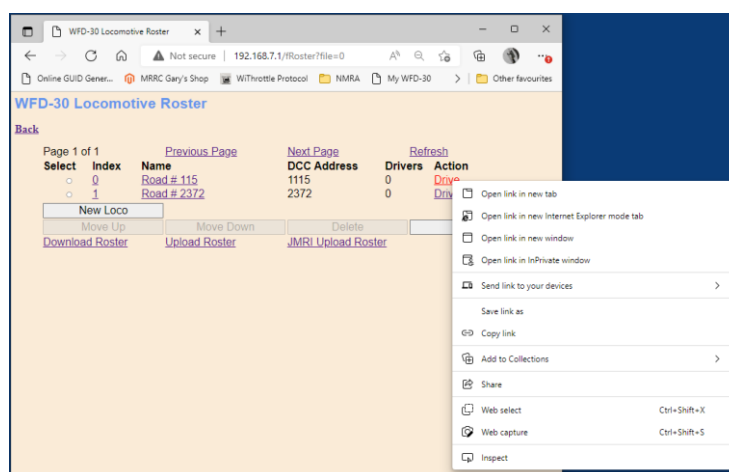 WFD-30 Locomotive Roster
Not secure | 192.168.7.1/fRoster?file=0
Online GUID Gener... MRRC Gary's Shop WiThrottle Protocol NMRA My WFD-30 Other favourites
WFD-30 Locomotive Roster
Back
Page 1 of 1 Previous Page Next Page Refresh
Select Index Name DCC Address Drivers Action
0 Road # 115 1115 0 Drive
1 Road # 2372 2372 0 Driv
New Loco
Move Up Move Down Delete
Download Roster Upload Roster JMRI Upload Roster
Open link in new tab
Open link in new Internet Explorer mode tab
Open link in new window
Open link in InPrivate window
Send link to your devices
Save link as
Copy link
Add to Collections
Share
Web select Ctrl+Shift+X
Web capture Ctrl+Shift+S
Inspect